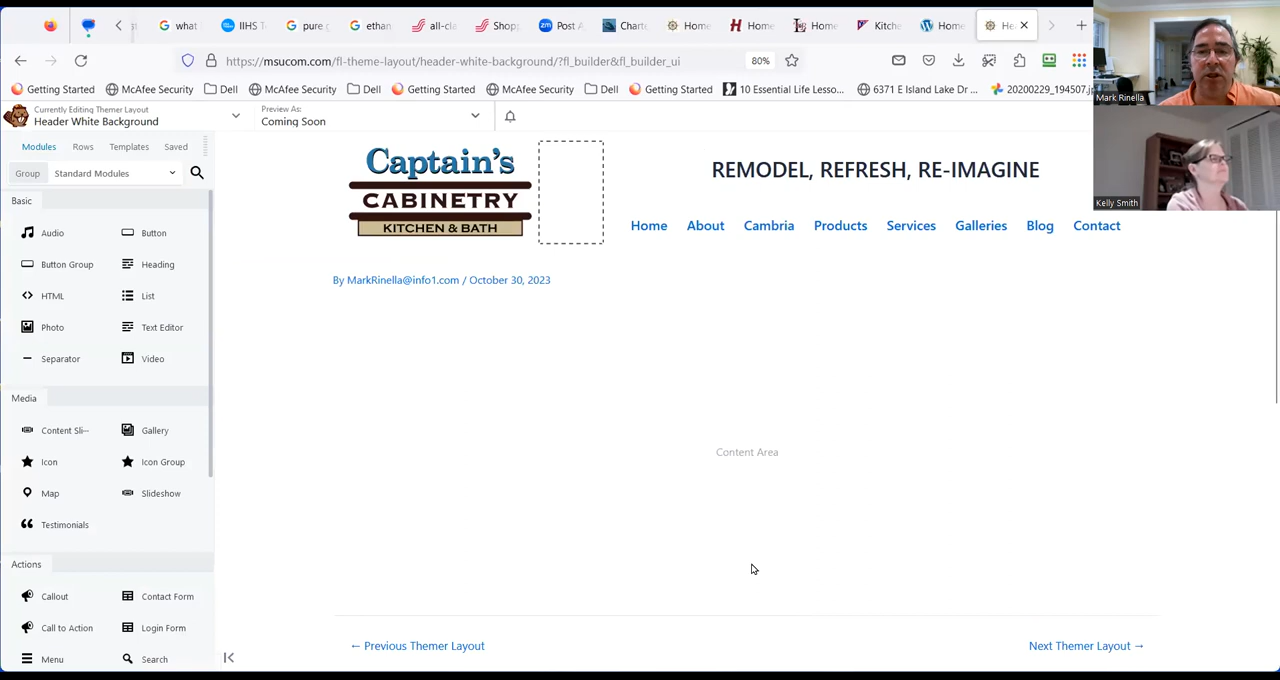 what
IIHS T
pure g
ethan
all-cla
Shop
Post A
Charte
Home
Home
Home
Kitche
Home
He
https://msucom.com/fl-theme-layout/header-white-background/?fl_builder&fl_builder_ui
80%
Getting Started
McAfee Security
Dell
McAfee Security
Dell
Getting Started
McAfee Security
Dell
Getting Started
10 Essential Life Lesso...
6371 E Island Lake Dr ...
20200229_194507.j
Currently Editing Themer Layout
Header White Background
Preview As:
Coming Soon
Modules Rows Templates Saved
Group Standard Modules
Basic
Audio Button
Button Group Heading
HTML List
Photo Text Editor
Separator Video
Media
Content Sli··· Gallery
Icon Icon Group
Map Slideshow
Testimonials
Actions
Callout Contact Form
Call to Action Login Form
Menu Search
Captain's
CABINETRY
KITCHEN & BATH
REMODEL, REFRESH, RE-IMAGINE
Home About Cambria Products Services Galleries Blog Contact
By MarkRinella@info1.com / October 30, 2023
Content Area
← Previous Themer Layout
Next Themer Layout →
Mark Rinella
Kelly Smith